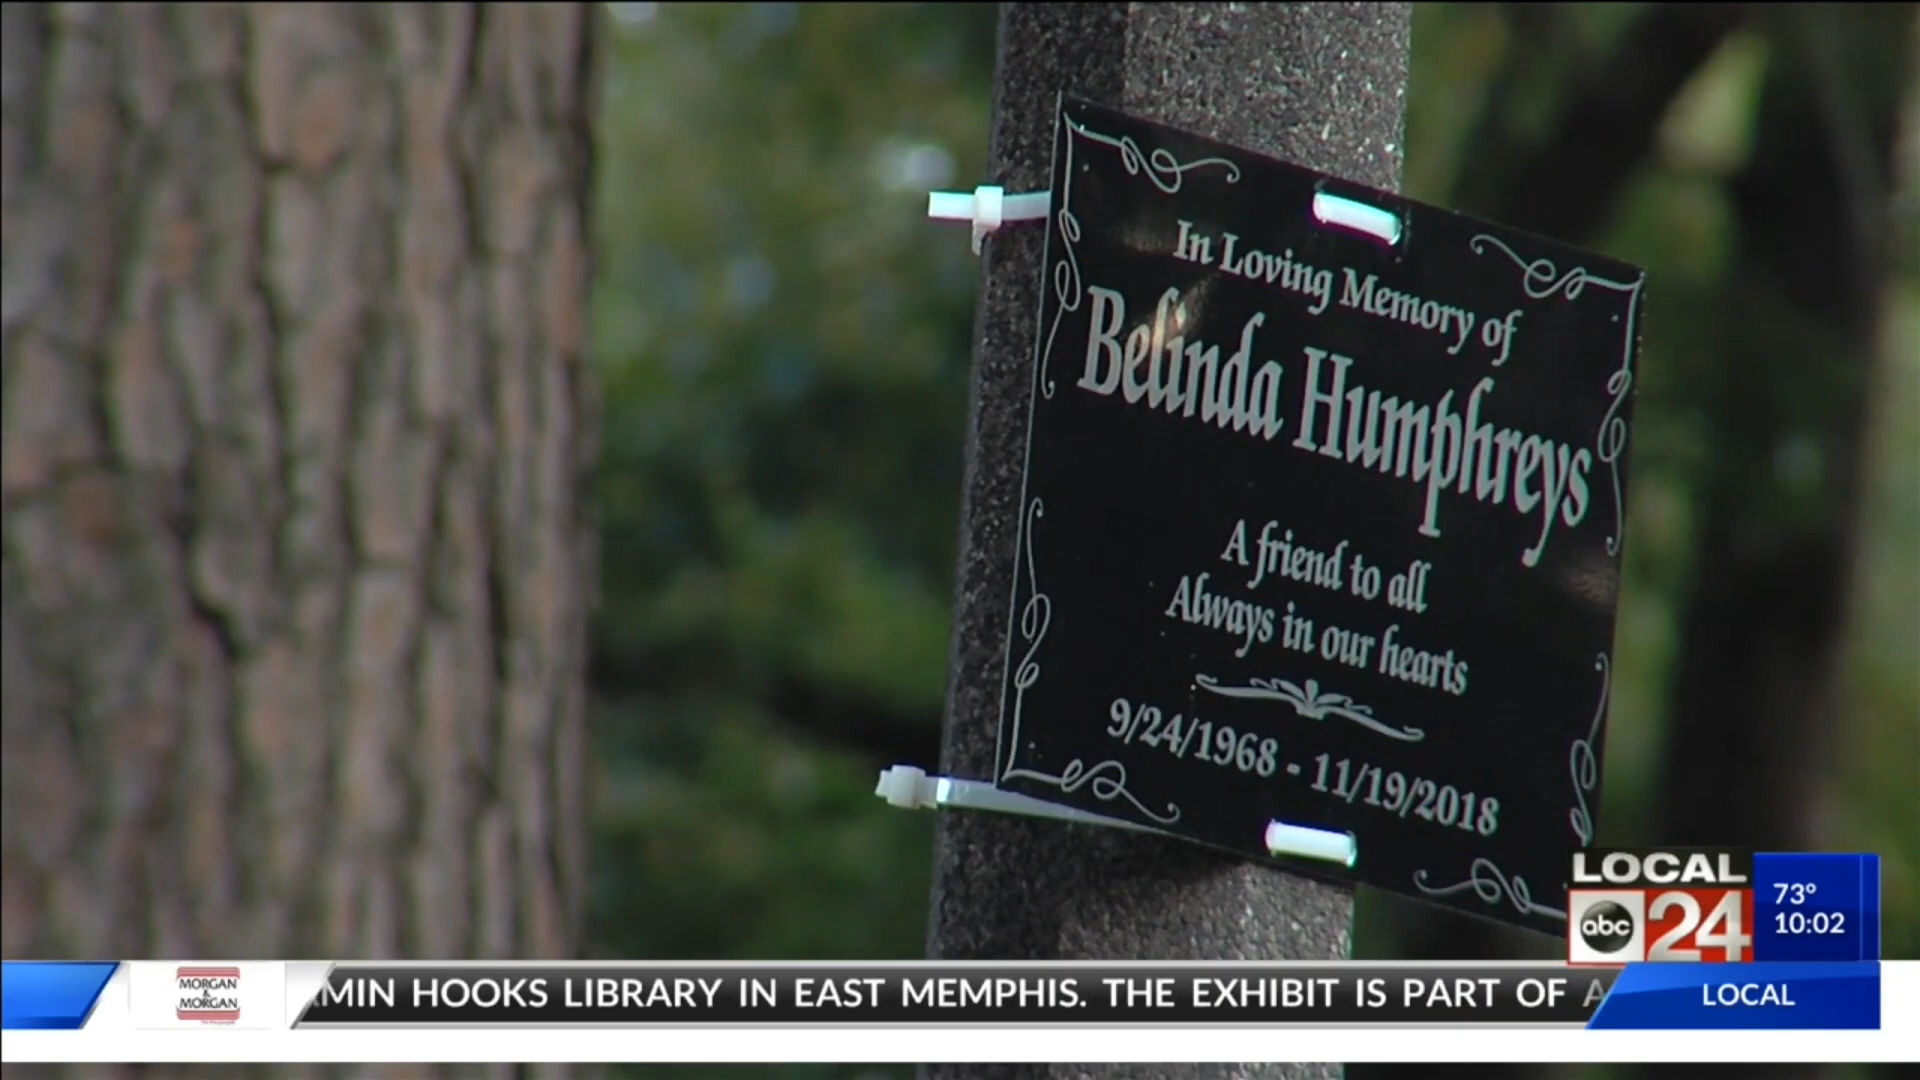 In Loving Memory of
Belinda Humphreys
A friend to all
Always in our hearts
9/24/1968 - 11/19/2018
LOCAL
abc 24
73°
10:02
MORGAN
&
MORGAN
MIN HOOKS LIBRARY IN EAST MEMPHIS. THE EXHIBIT IS PART OF
LOCAL